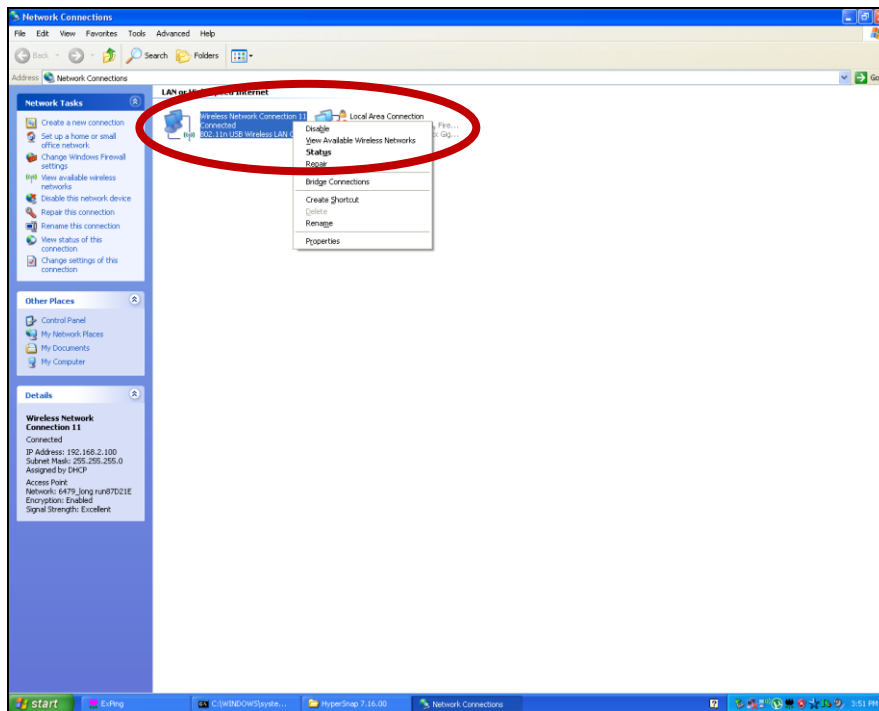 Network Connections
File Edit View Favorites Tools Advanced Help
Back Search Folders
Address Network Connections Go
LAN or High-Speed Internet
Network Tasks
Create a new connection
Set up a home or small
office network
Change Windows Firewall
settings
View available wireless
networks
Disable this network device
Repair this connection
Rename this connection
View status of this
connection
Change settings of this
connection
Other Places
Control Panel
My Network Places
My Documents
My Computer
Details
Wireless Network
Connection 11
Connected
IP Address: 192.168.2.100
Subnet Mask: 255.255.255.0
Assigned by DHCP
Access Point
Network: 6479_long run87D21E
Encryption: Enabled
Signal Strength: Excellent
Wireless Network Connection 11
Connected
802.11n USB Wireless LAN
Local Area Connection
, Fire...
Gig...
Disable
View Available Wireless Networks
Status
Repair
Bridge Connections
Create Shortcut
Delete
Rename
Properties
start ExPing C:\WINDOWS\syste... HyperSnap 7.16.00 Network Connections 3:51 PM